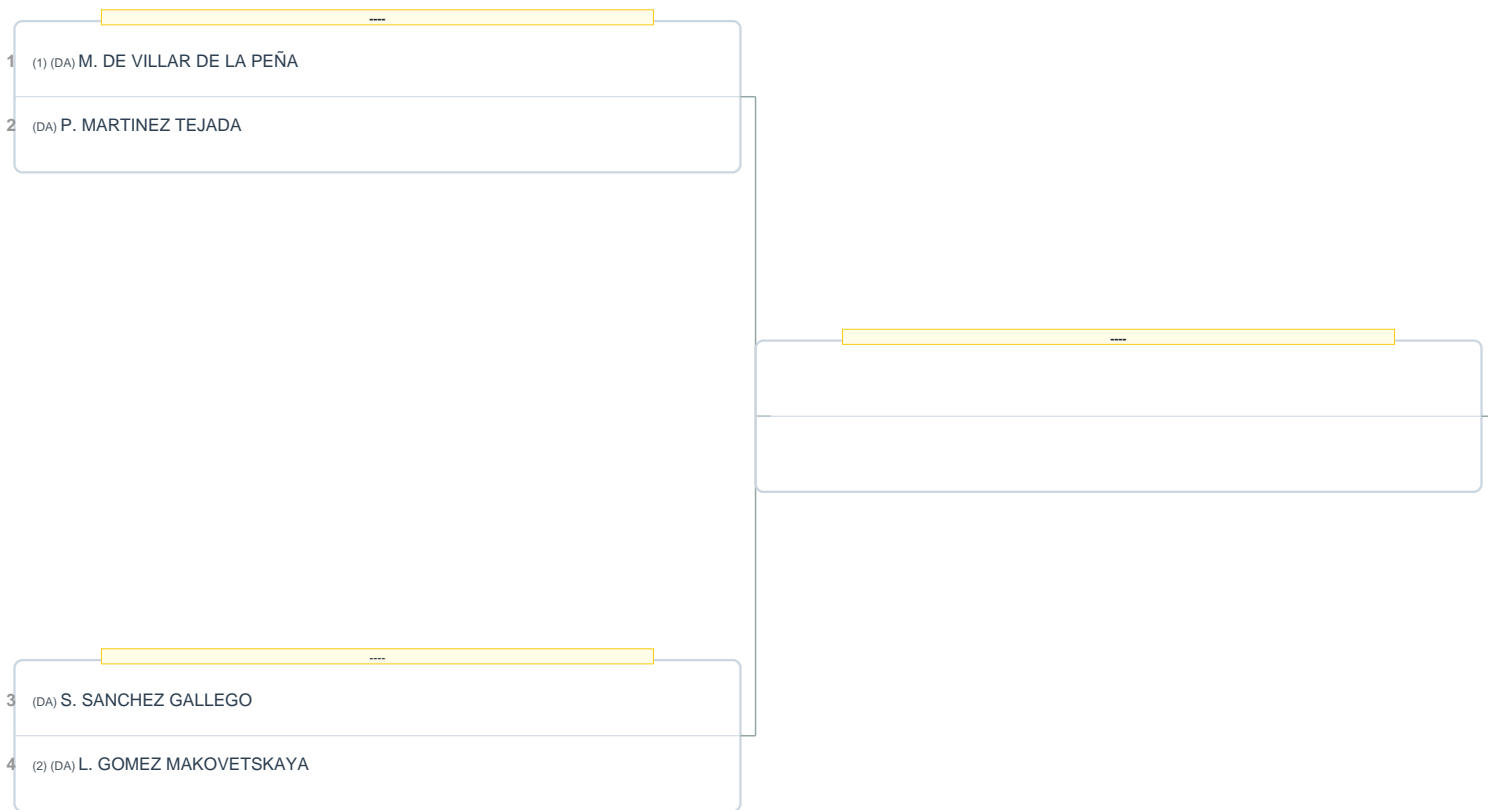 ----
1 (1) (DA) M. DE VILLAR DE LA PEÑA
2 (DA) P. MARTINEZ TEJADA
----
----
3 (DA) S. SANCHEZ GALLEGO
4 (2) (DA) L. GOMEZ MAKOVETSKAYA